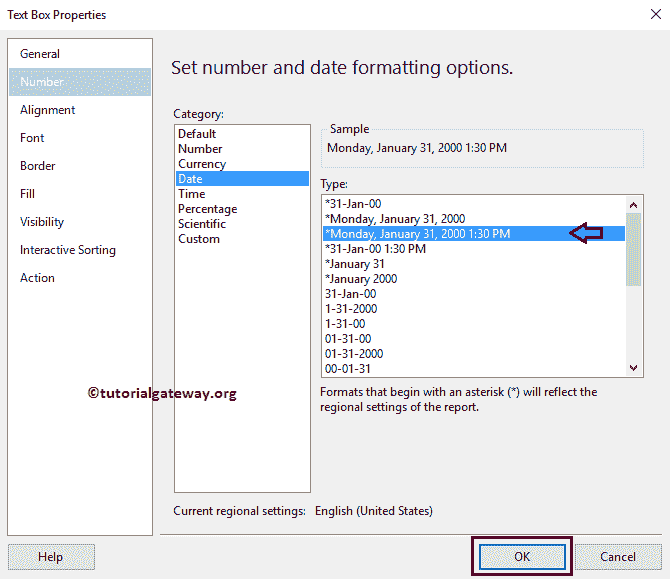 Text Box Properties
General
Number
Alignment
Font
Border
Fill
Visibility
Interactive Sorting
Action
Set number and date formatting options.
Category:
Default
Number
Currency
Date
Time
Percentage
Scientific
Custom
Sample
Monday, January 31, 2000 1:30 PM
Type:
*31-Jan-00
*Monday, January 31, 2000
*Monday, January 31, 2000 1:30 PM
*31-Jan-00 1:30 PM
*January 31
*January 2000
31-Jan-00
1-31-2000
1-31-00
01-31-00
01-31-2000
00-01-31
Formats that begin with an asterisk (*) will reflect the
regional settings of the report.
©tutorialgateway.org
Current regional settings: English (United States)
Help
OK
Cancel